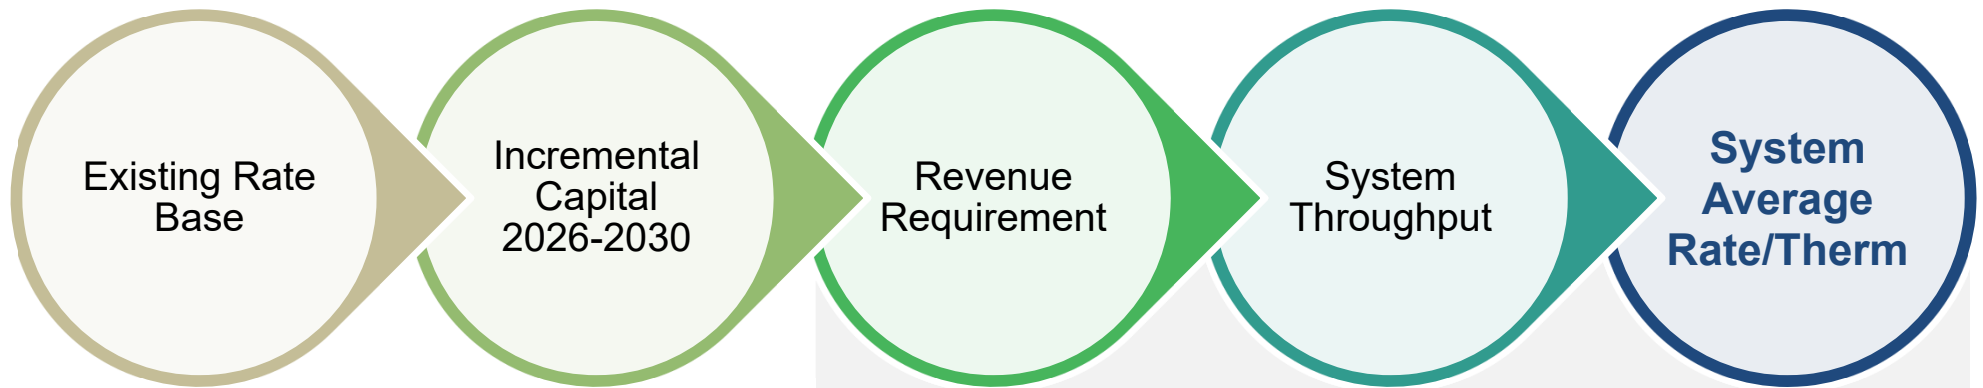 Existing Rate
Base
Incremental
Capital
2026-2030
Revenue
Requirement
System
Throughput
System
Average
Rate/Therm